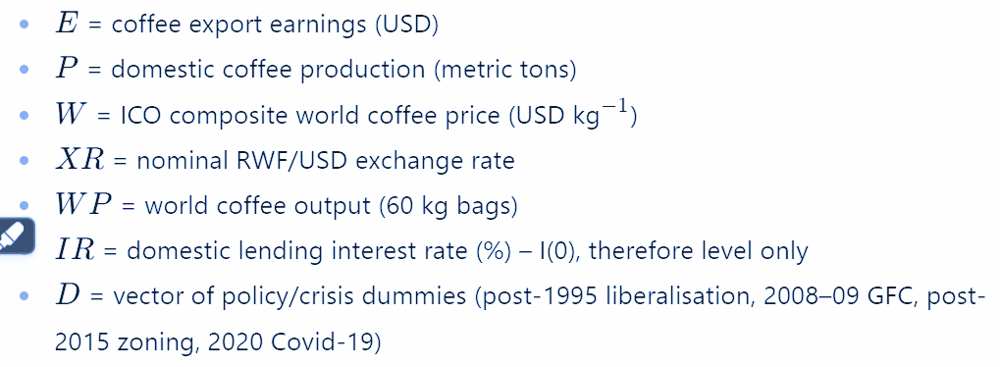 E = coffee export earnings (USD)
P = domestic coffee production (metric tons)
W = ICO composite world coffee price (USD kg⁻¹)
XR = nominal RWF/USD exchange rate
WP = world coffee output (60 kg bags)
IR = domestic lending interest rate (%) – I(0), therefore level only
D = vector of policy/crisis dummies (post-1995 liberalisation, 2008–09 GFC, post-
2015 zoning, 2020 Covid-19)